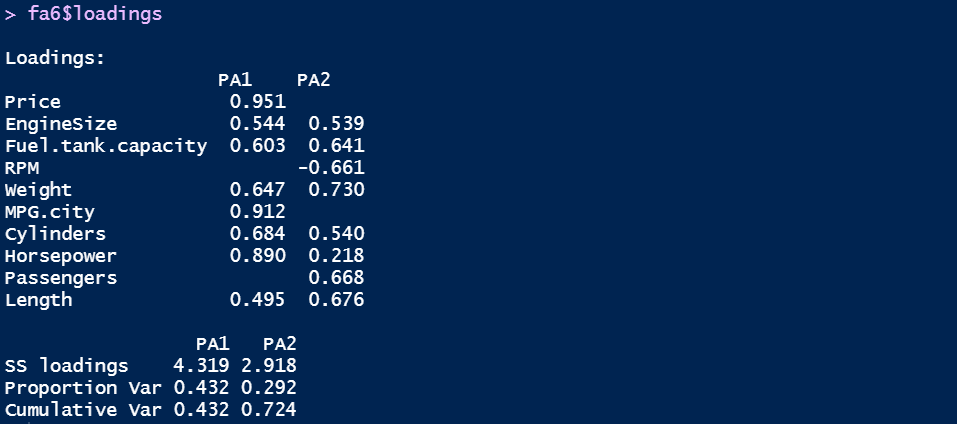 > fa6$loadings
Loadings:
PA1 PA2
Price 0.951
EngineSize 0.544 0.539
Fuel.tank.capacity 0.603 0.641
RPM -0.661
Weight 0.647 0.730
MPG.city 0.912
Cylinders 0.684 0.540
Horsepower 0.890 0.218
Passengers 0.668
Length 0.495 0.676
PA1 PA2
SS loadings 4.319 2.918
Proportion Var 0.432 0.292
Cumulative Var 0.432 0.724